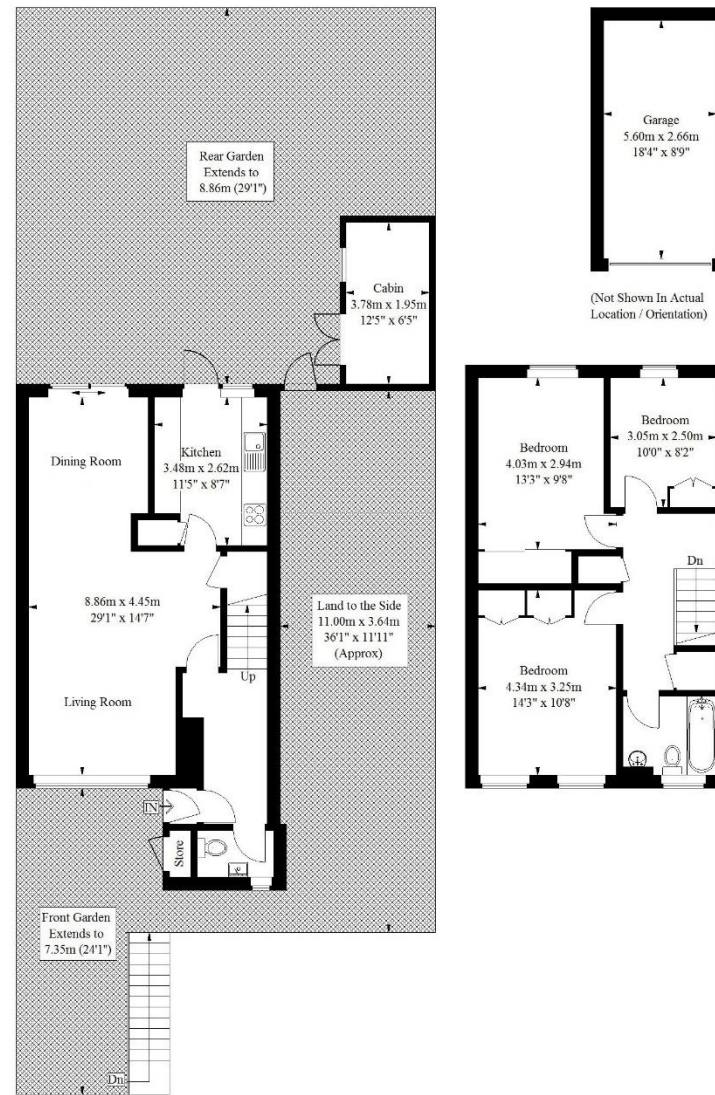 Rear Garden
Extends to
8.86m (29'1")
Garage
5.60m x 2.66m
18'4" x 8'9"
(Not Shown In Actual
Location / Orientation)
Cabin
3.78m x 1.95m
12'5" x 6'5"
Dining Room
Kitchen
3.48m x 2.62m
11'5" x 8'7"
8.86m x 4.45m
29'1" x 14'7"
Living Room
Up
Land to the Side
11.00m x 3.64m
36'1" x 11'11"
(Approx)
IN
Store
Front Garden
Extends to
7.35m (24'1")
Dn
Bedroom
4.03m x 2.94m
13'3" x 9'8"
Bedroom
3.05m x 2.50m
10'0" x 8'2"
Dn
Bedroom
4.34m x 3.25m
14'3" x 10'8"